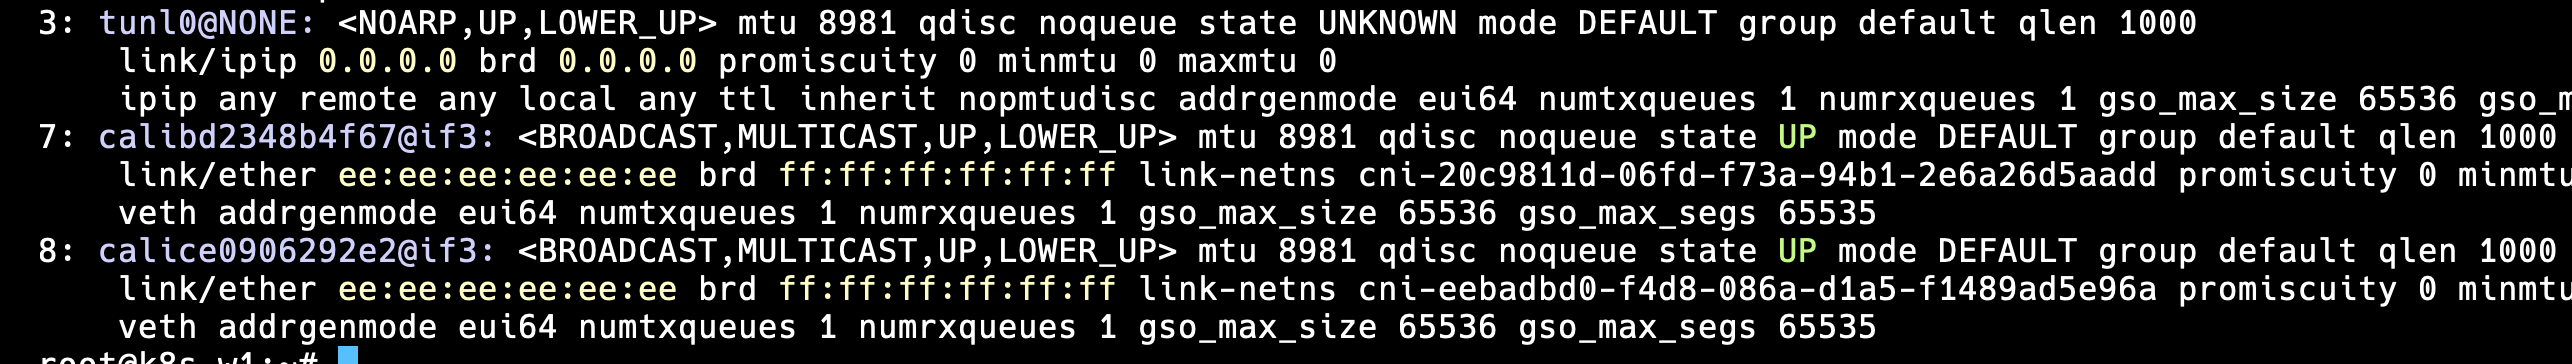 3: tunl0@NONE: <NOARP,UP,LOWER_UP> mtu 8981 qdisc noqueue state UNKNOWN mode DEFAULT group default qlen 1000
link/ipip 0.0.0.0 brd 0.0.0.0 promiscuity 0 minmtu 0 maxmtu 0
ipip any remote any local any ttl inherit nopmtudisc addrgenmode eui64 numtxqueues 1 numrxqueues 1 gso_max_size 65536 gso_m
7: calibd2348b4f67@if3: <BROADCAST,MULTICAST,UP,LOWER_UP> mtu 8981 qdisc noqueue state UP mode DEFAULT group default qlen 1000
link/ether ee:ee:ee:ee:ee:ee brd ff:ff:ff:ff:ff:ff link-netns cni-20c9811d-06fd-f73a-94b1-2e6a26d5aadd promiscuity 0 minmtu
veth addrgenmode eui64 numtxqueues 1 numrxqueues 1 gso_max_size 65536 gso_max_segs 65535
8: calice0906292e2@if3: <BROADCAST,MULTICAST,UP,LOWER_UP> mtu 8981 qdisc noqueue state UP mode DEFAULT group default qlen 1000
link/ether ee:ee:ee:ee:ee:ee brd ff:ff:ff:ff:ff:ff link-netns cni-eebadbd0-f4d8-086a-d1a5-f1489ad5e96a promiscuity 0 minmtu
veth addrgenmode eui64 numtxqueues 1 numrxqueues 1 gso_max_size 65536 gso_max_segs 65535
root@k8s-w1:~#